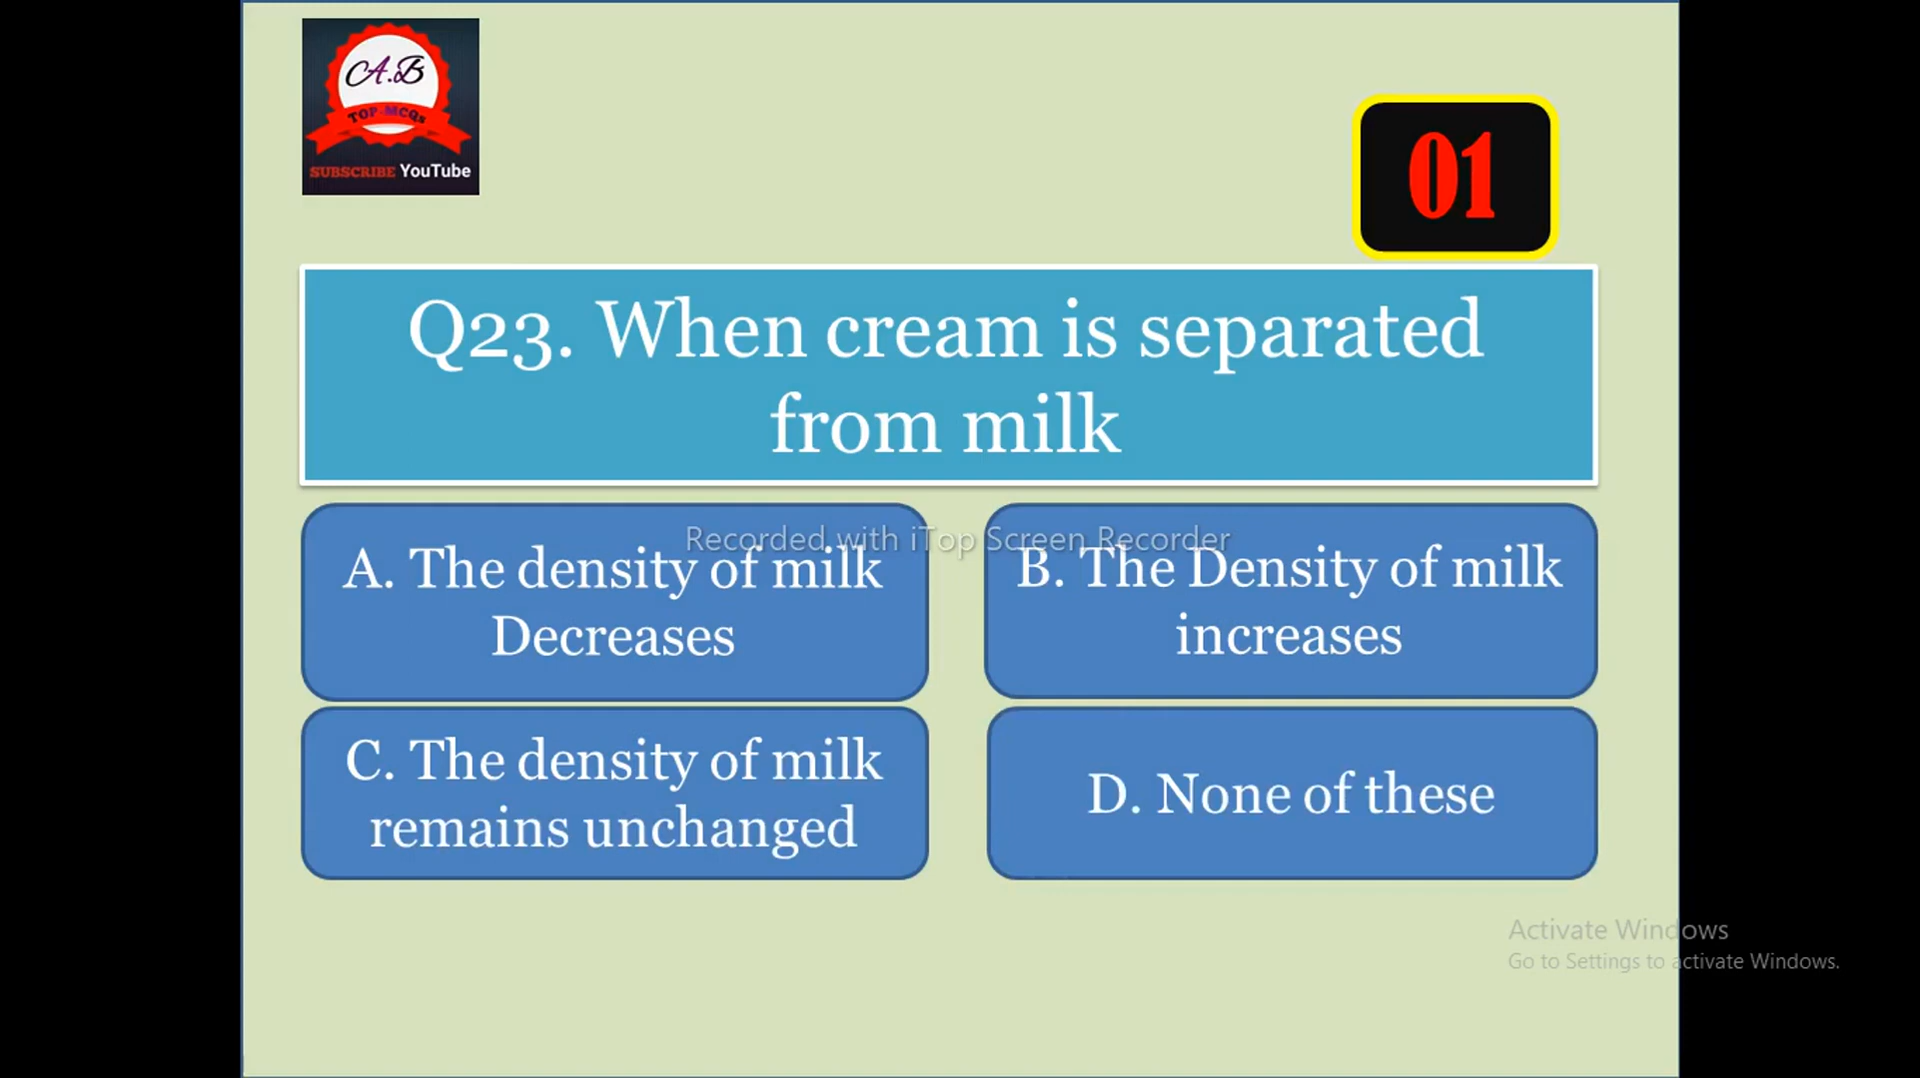 A.B
TOP-MCQs
SUBSCRIBE YouTube
01
Q23. When cream is separated
from milk
Recorded with iTop Screen Recorder
A. The density of milk
Decreases
B. The Density of milk
increases
C. The density of milk
remains unchanged
D. None of these
Activate Windows
Go to Settings to activate Windows.